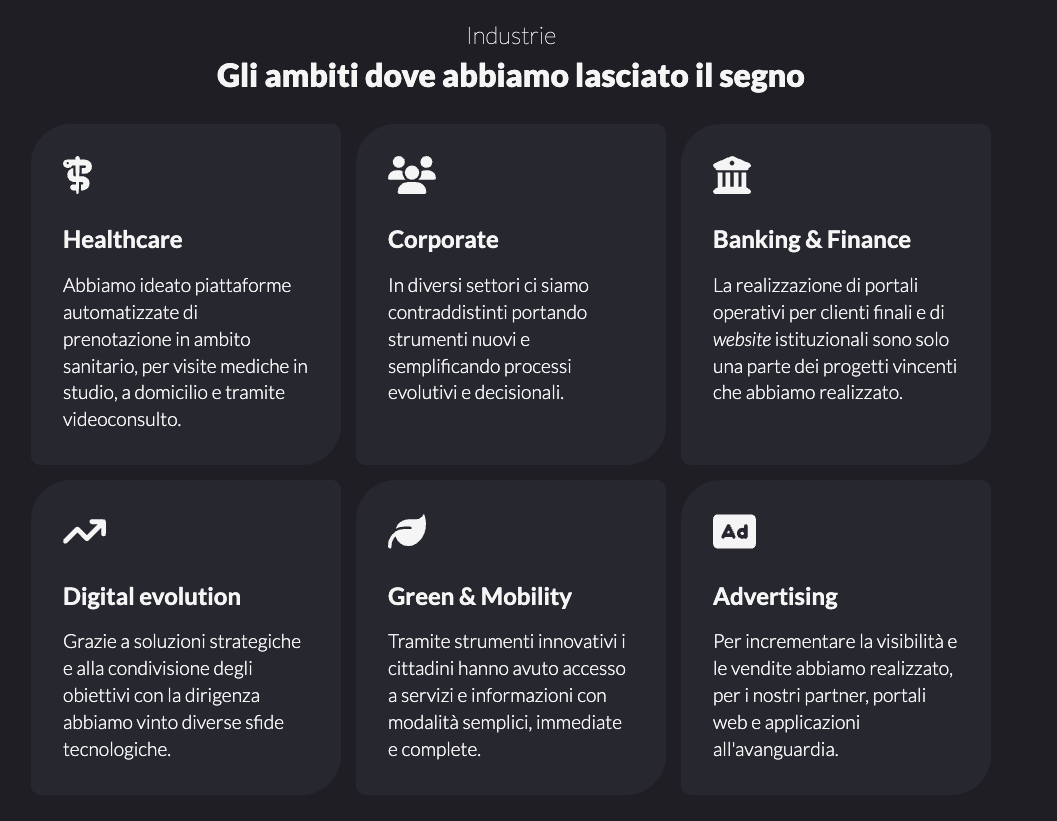 Industrie
Gli ambiti dove abbiamo lasciato il segno
Healthcare
Abbiamo ideato piattaforme
automatizzate di
prenotazione in ambito
sanitario, per visite mediche in
studio, a domicilio e tramite
videoconsulto.
Corporate
In diversi settori ci siamo
contraddistinti portando
strumenti nuovi e
semplificando processi
evolutivi e decisionali.
Banking & Finance
La realizzazione di portali
operativi per clienti finali e di
website istituzionali sono solo
una parte dei progetti vincenti
che abbiamo realizzato.
Digital evolution
Grazie a soluzioni strategiche
e alla condivisione degli
obiettivi con la dirigenza
abbiamo vinto diverse sfide
tecnologiche.
Green & Mobility
Tramite strumenti innovativi i
cittadini hanno avuto accesso
a servizi e informazioni con
modalità semplici, immediate
e complete.
Ad
Advertising
Per incrementare la visibilità e
le vendite abbiamo realizzato,
per i nostri partner, portali
web e applicazioni
all'avanguardia.